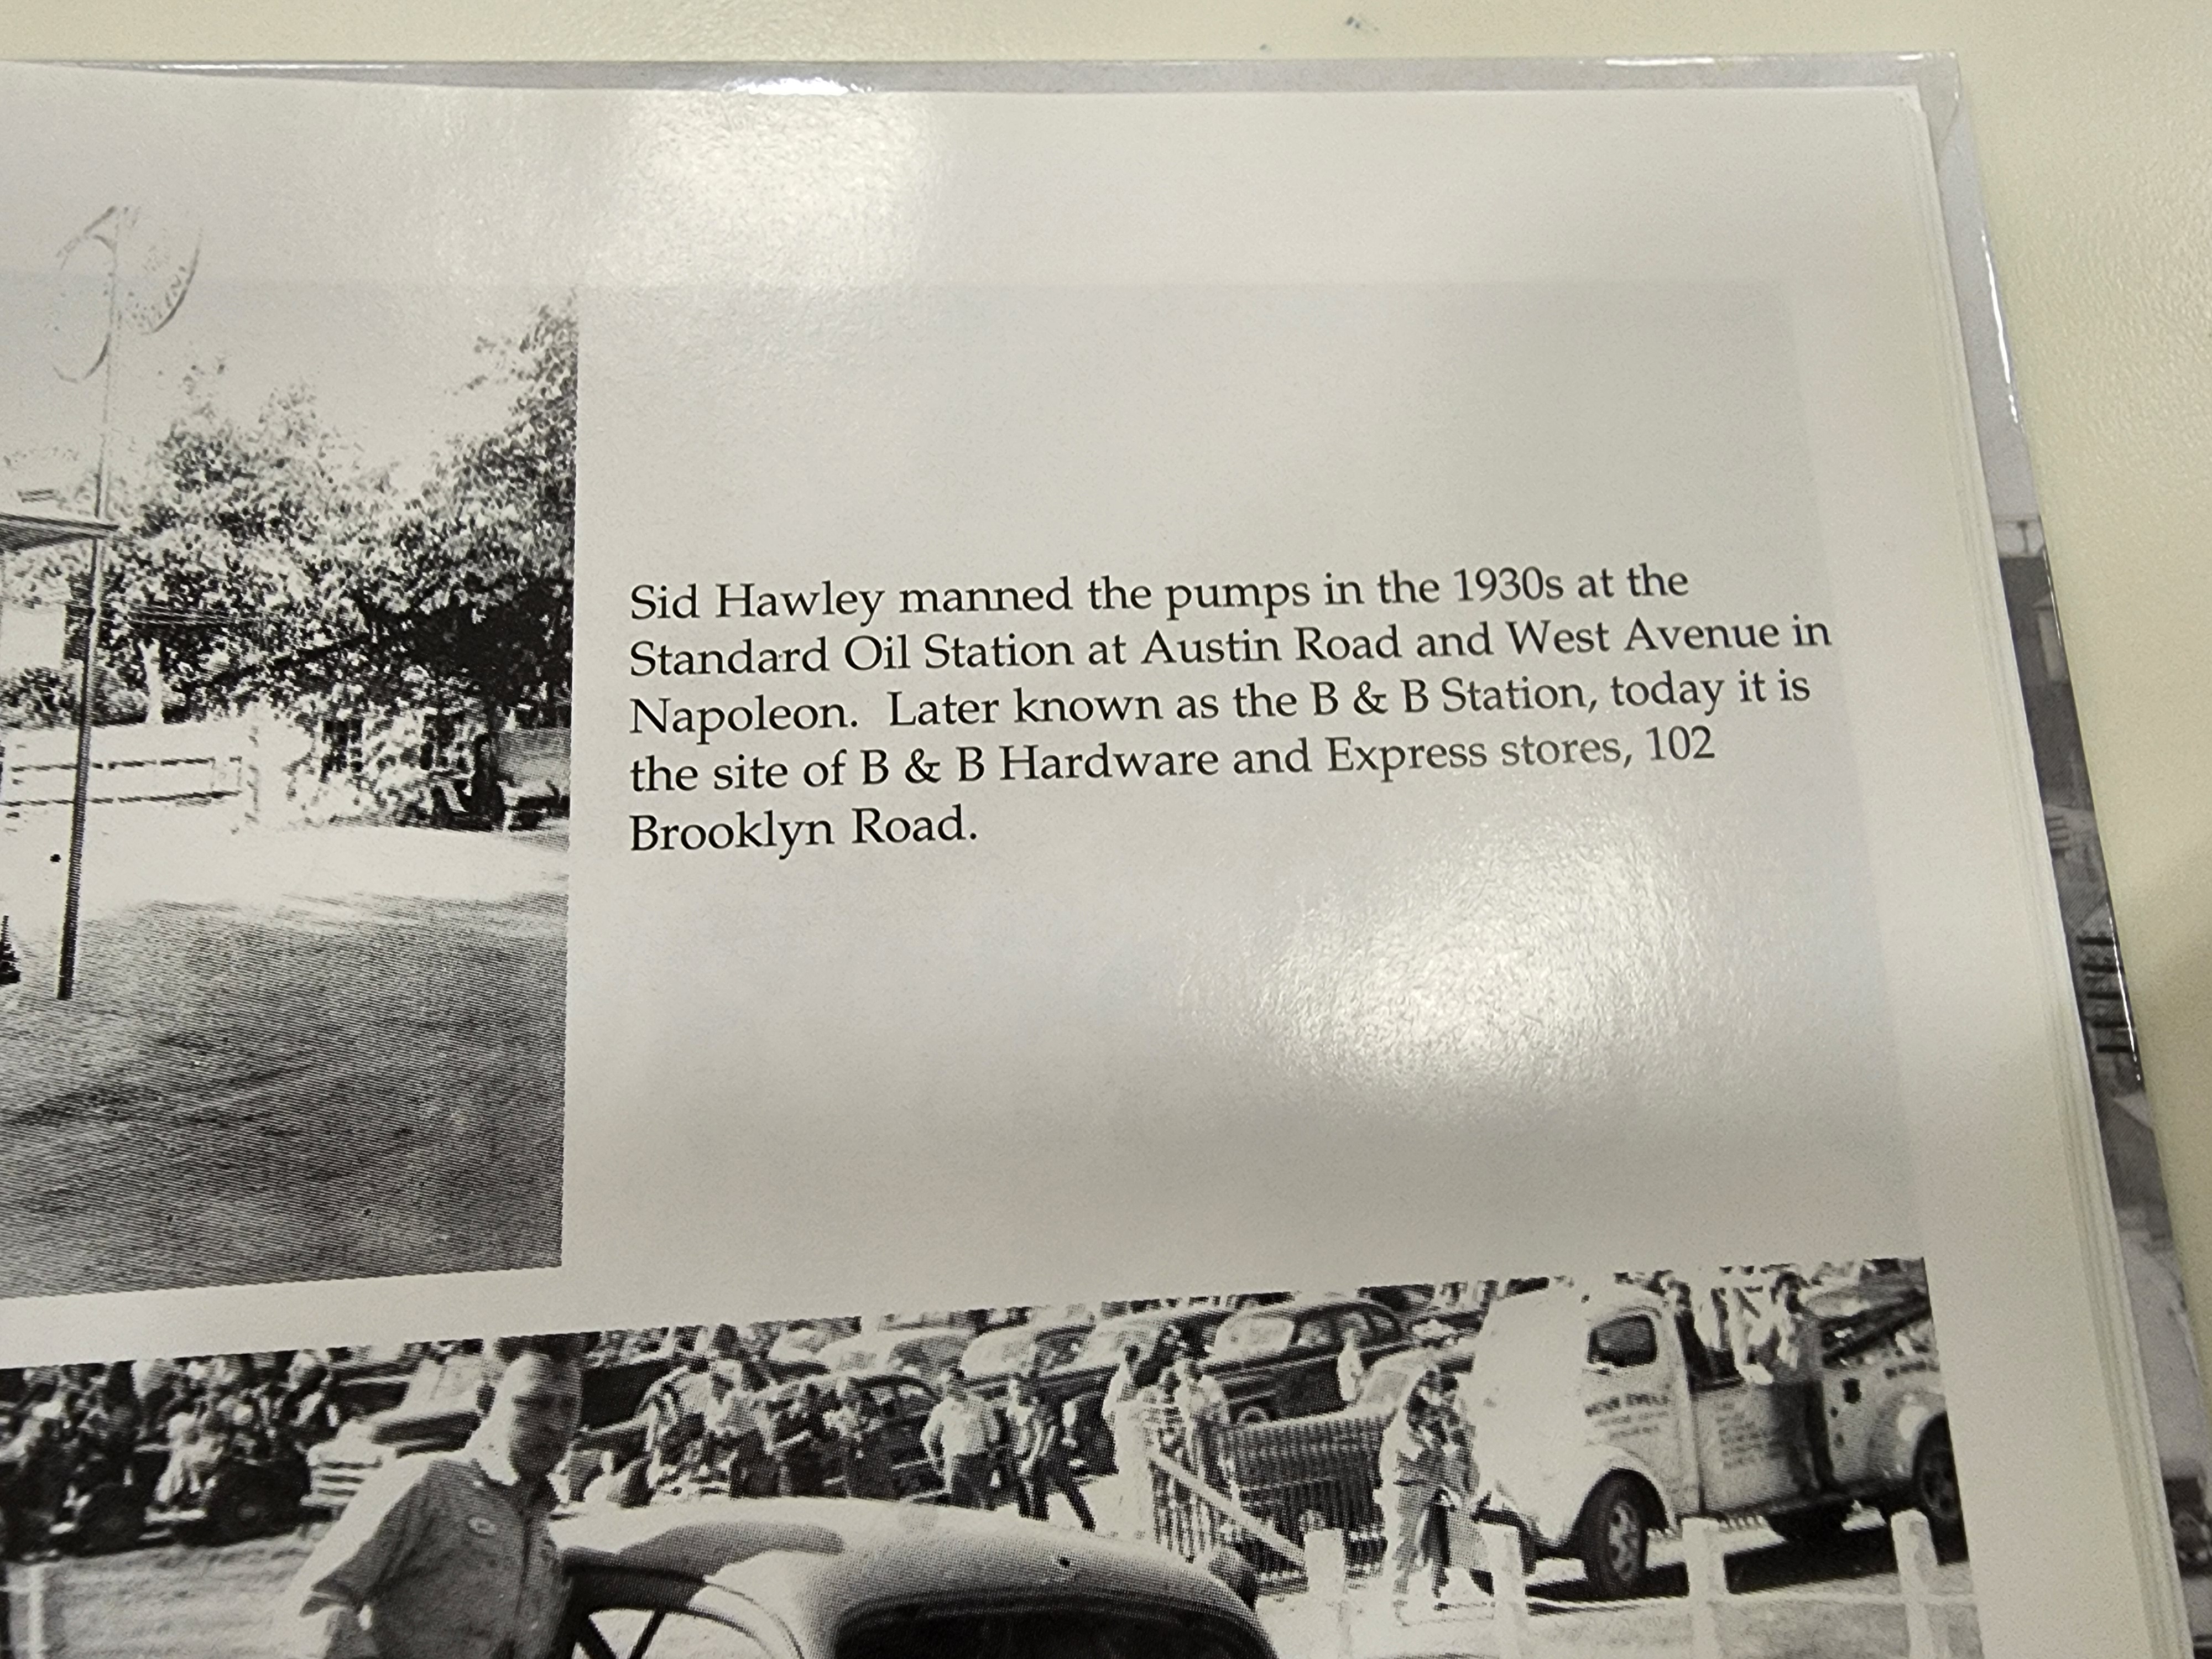 Sid Hawley manned the pumps in the 1930s at the
Standard Oil Station at Austin Road and West Avenue in
Napoleon.  Later known as the B & B Station, today it is
the site of B & B Hardware and Express stores, 102
Brooklyn Road.